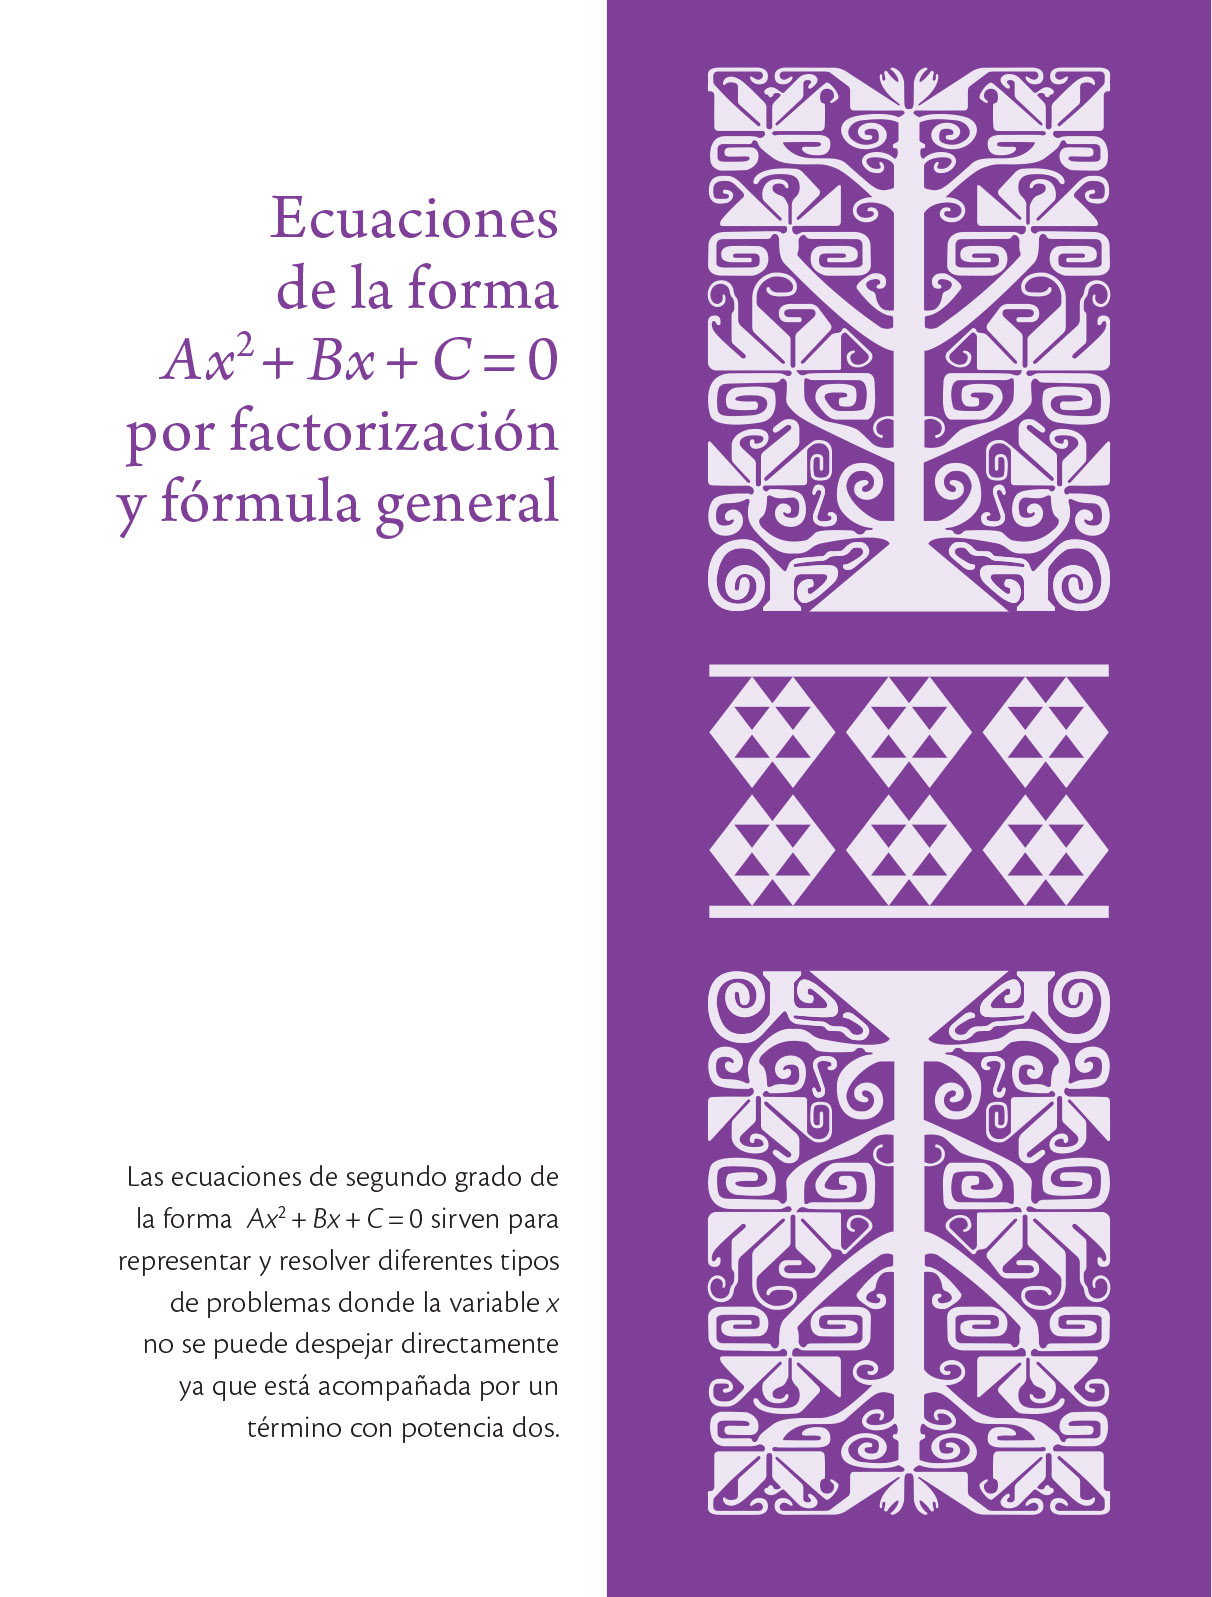 Ecuaciones
de la forma
Ax² + Bx + C = 0
por factorización
y fórmula general
Las ecuaciones de segundo grado de
la forma Ax² + Bx + C = 0 sirven para
representar y resolver diferentes tipos
de problemas donde la variable x
no se puede despejar directamente
ya que está acompañada por un
término con potencia dos.